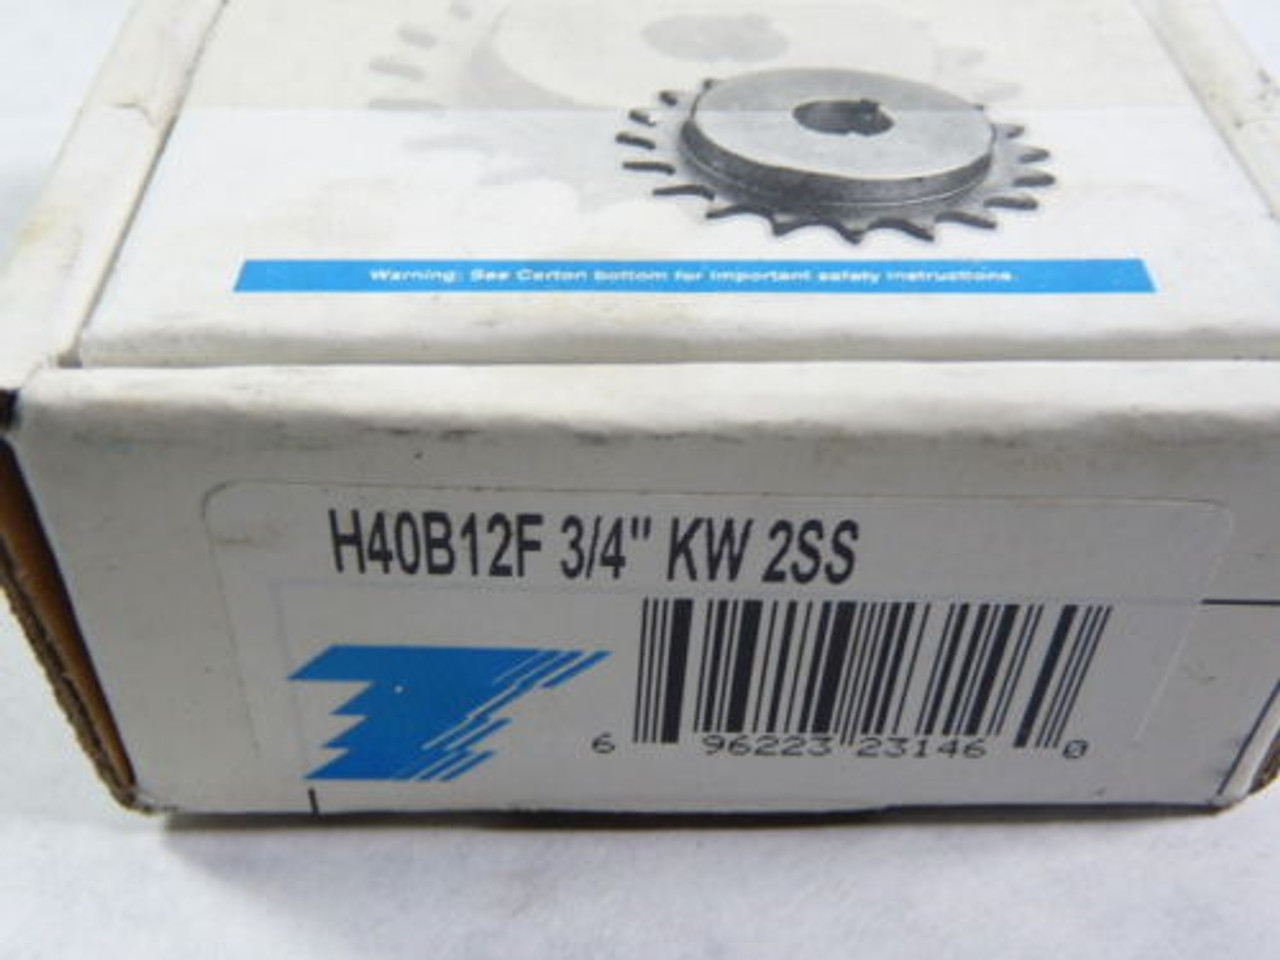 Warning: See Carton bottom for important safety instructions.
H40B12F 3/4" KW 2SS
6 96223 23146 0